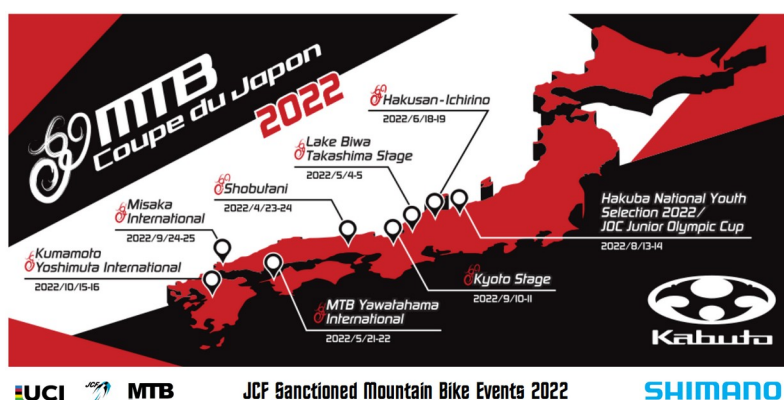 MTB
Coupe du Japon
2022
Hakusan-Ichirino
2022/6/18-19
Lake Biwa
Takashima Stage
2022/5/4-5
Shobutani
2022/4/23-24
Misaka
International
2022/9/24-25
Kumamoto
Yoshimuta International
2022/10/15-16
Hakuba National Youth
Selection 2022/
JOC Junior Olympic Cup
2022/8/13-14
Kyoto Stage
2022/9/10-11
MTB Yawatahama
International
2022/5/21-22
Kabuto
UCI
JCF
MTB
JCF Sanctioned Mountain Bike Events 2022
SHIMANO